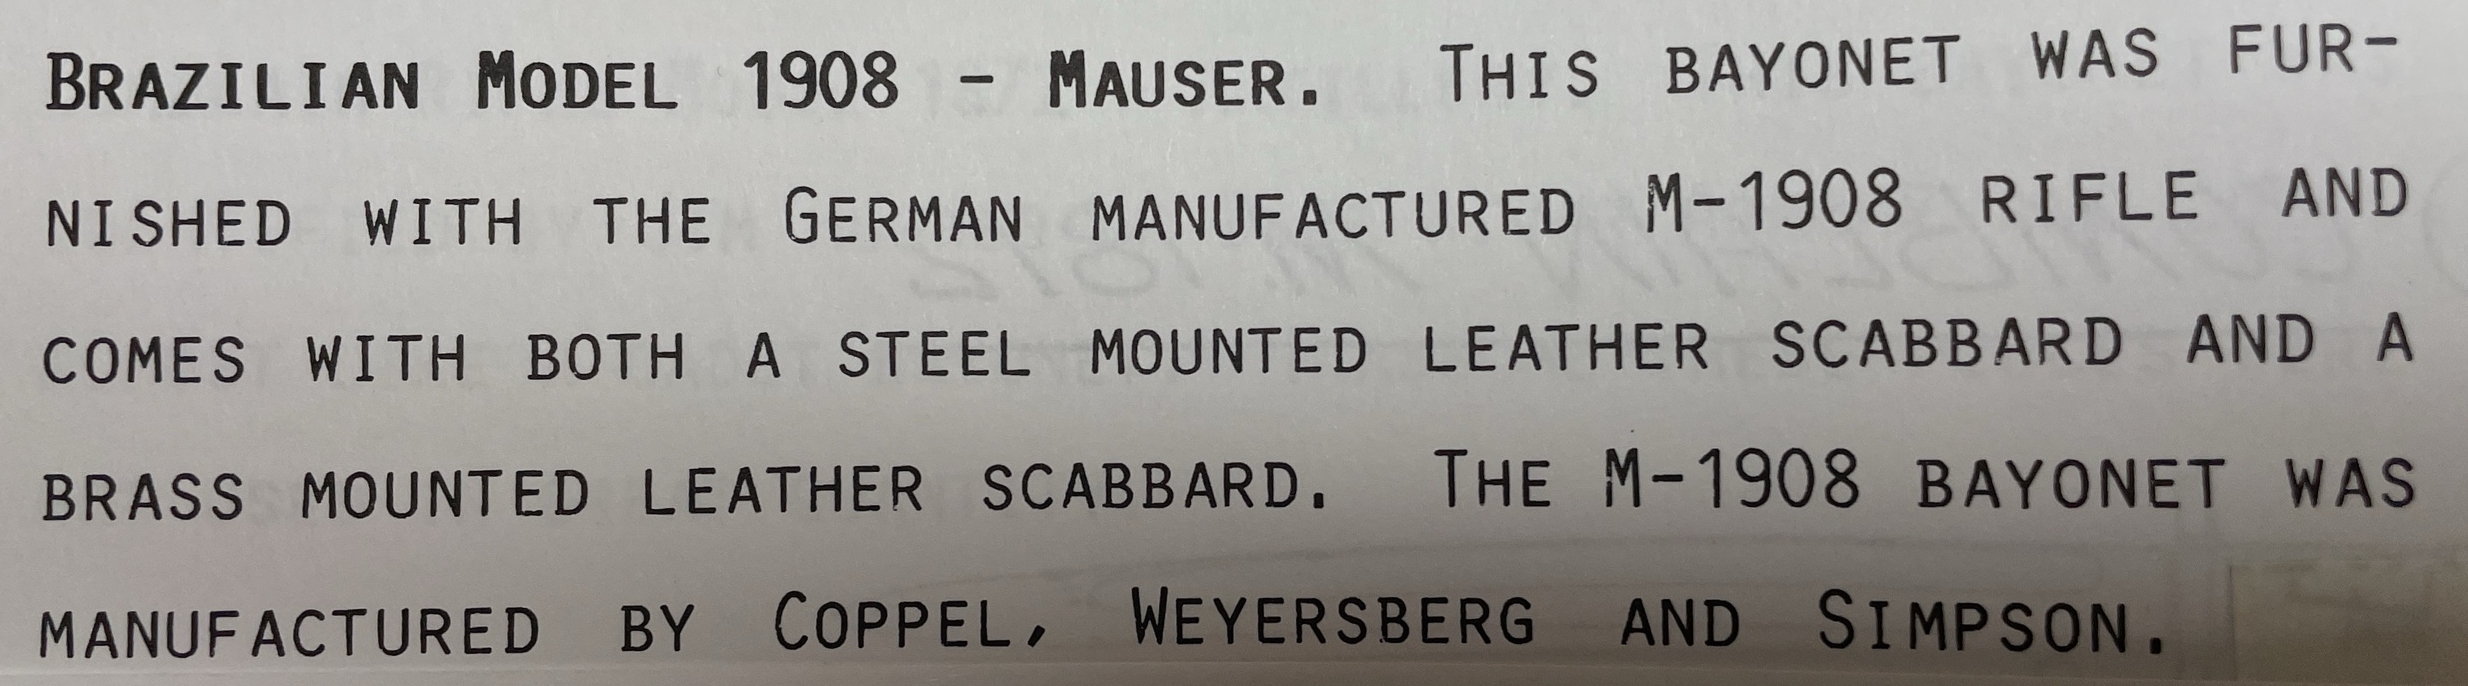 Brazilian Model 1908 - Mauser. This bayonet was fur-
nished with the German manufactured M-1908 rifle and
comes with both a steel mounted leather scabbard and a
brass mounted leather scabbard. The M-1908 bayonet was
manufactured by Coppel, Weyersberg and Simpson.